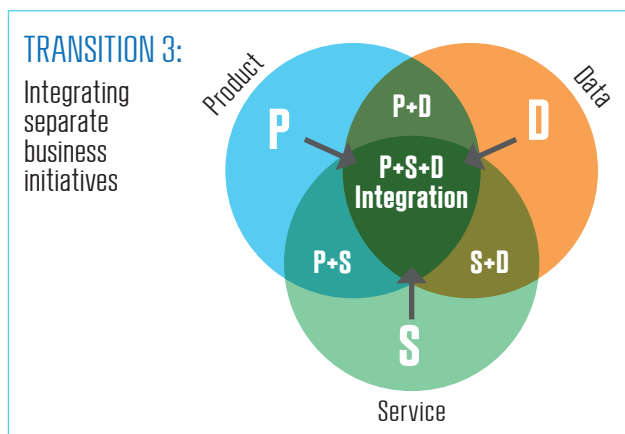 TRANSITION 3:
Integrating
separate
business
initiatives
Product
Data
P
P+D
D
P+S+D
Integration
P+S
S+D
S
Service